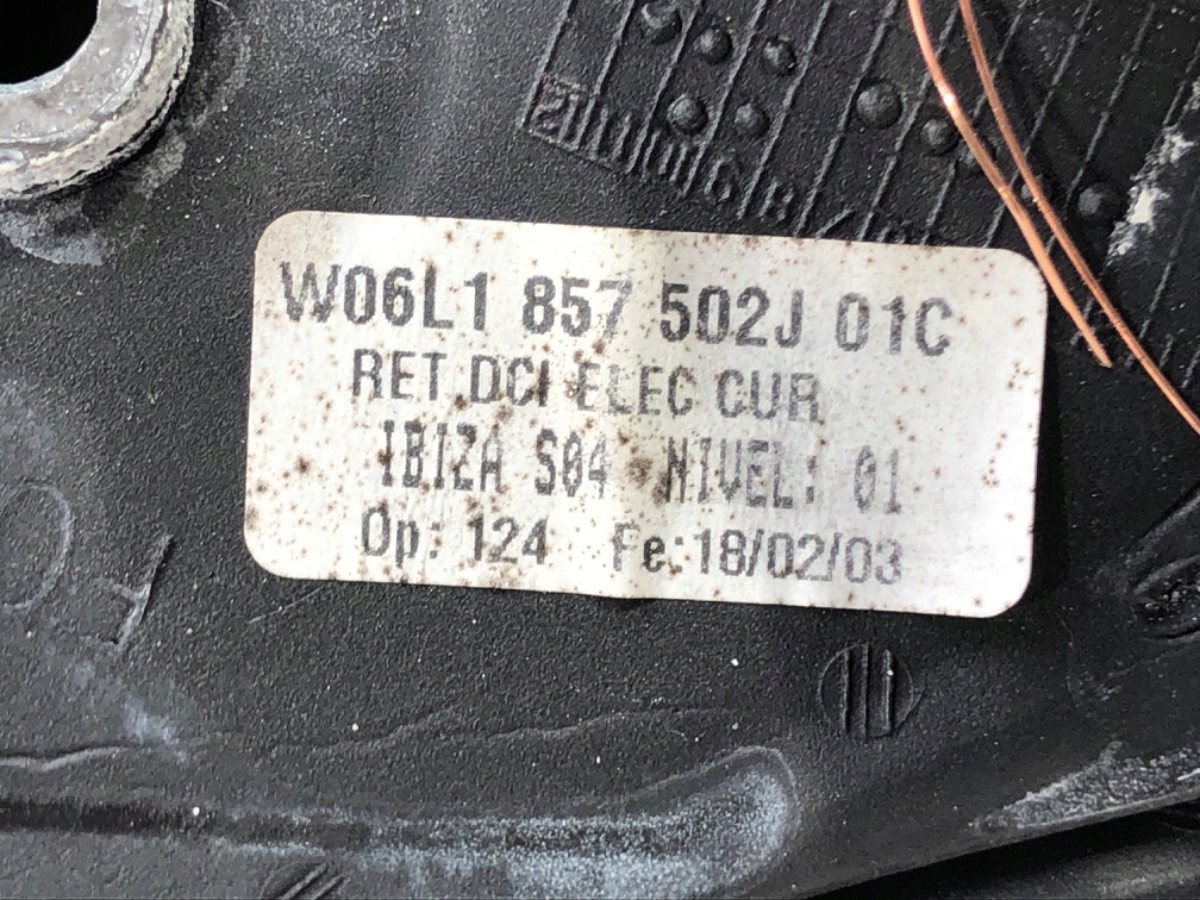 W06L1 857 502J 01C
RET DCI ELEC CUR
IBIZA S04 NIVEL: 01
Op: 124 Fe:18/02/03